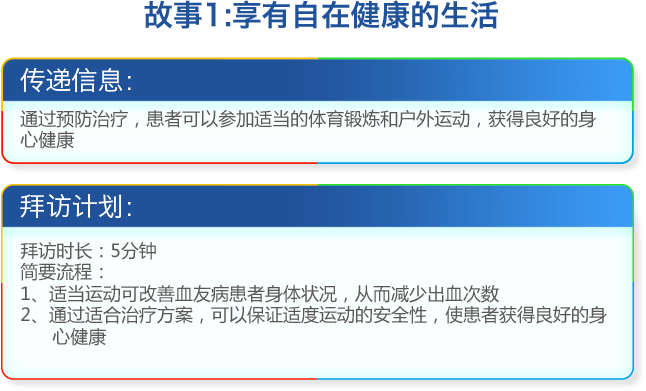 故事1:享有自在健康的生活
传递信息：
通过预防治疗，患者可以参加适当的体育锻炼和户外运动，获得良好的身
心健康
拜访计划：
拜访时长：5分钟
简要流程：
1、适当运动可改善血友病患者身体状况，从而减少出血次数
2、通过适合治疗方案，可以保证适度运动的安全性，使患者获得良好的身
心健康